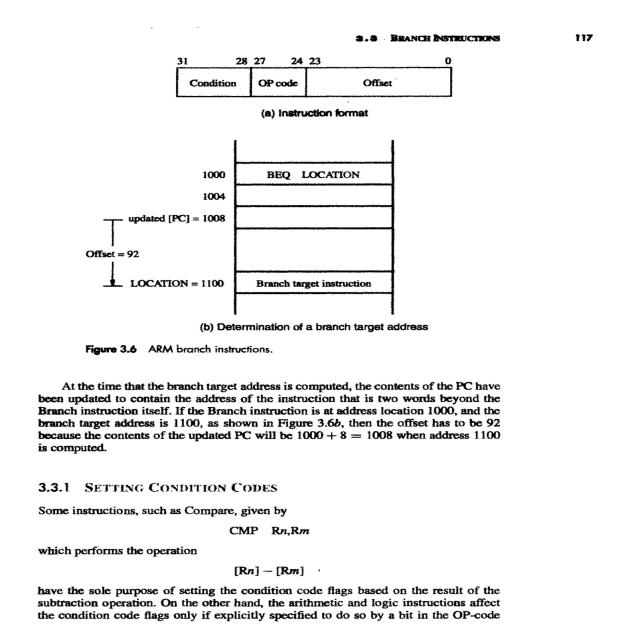 3.3 BRANCH INSTRUCTIONS 117
31 28 27 24 23 0
Condition OP code Offset
(a) Instruction format
1000 BEQ LOCATION
1004
updated [PC] = 1008
Offset = 92
LOCATION = 1100 Branch target instruction
(b) Determination of a branch target address
Figure 3.6 ARM branch instructions.
At the time that the branch target address is computed, the contents of the PC have
been updated to contain the address of the instruction that is two words beyond the
Branch instruction itself. If the Branch instruction is at address location 1000, and the
branch target address is 1100, as shown in Figure 3.6b, then the offset has to be 92
because the contents of the updated PC will be 1000 + 8 = 1008 when address 1100
is computed.
3.3.1 SETTING CONDITION CODES
Some instructions, such as Compare, given by
CMP Rn,Rm
which performs the operation
[Rn] − [Rm]
have the sole purpose of setting the condition code flags based on the result of the
subtraction operation. On the other hand, the arithmetic and logic instructions affect
the condition code flags only if explicitly specified to do so by a bit in the OP-code